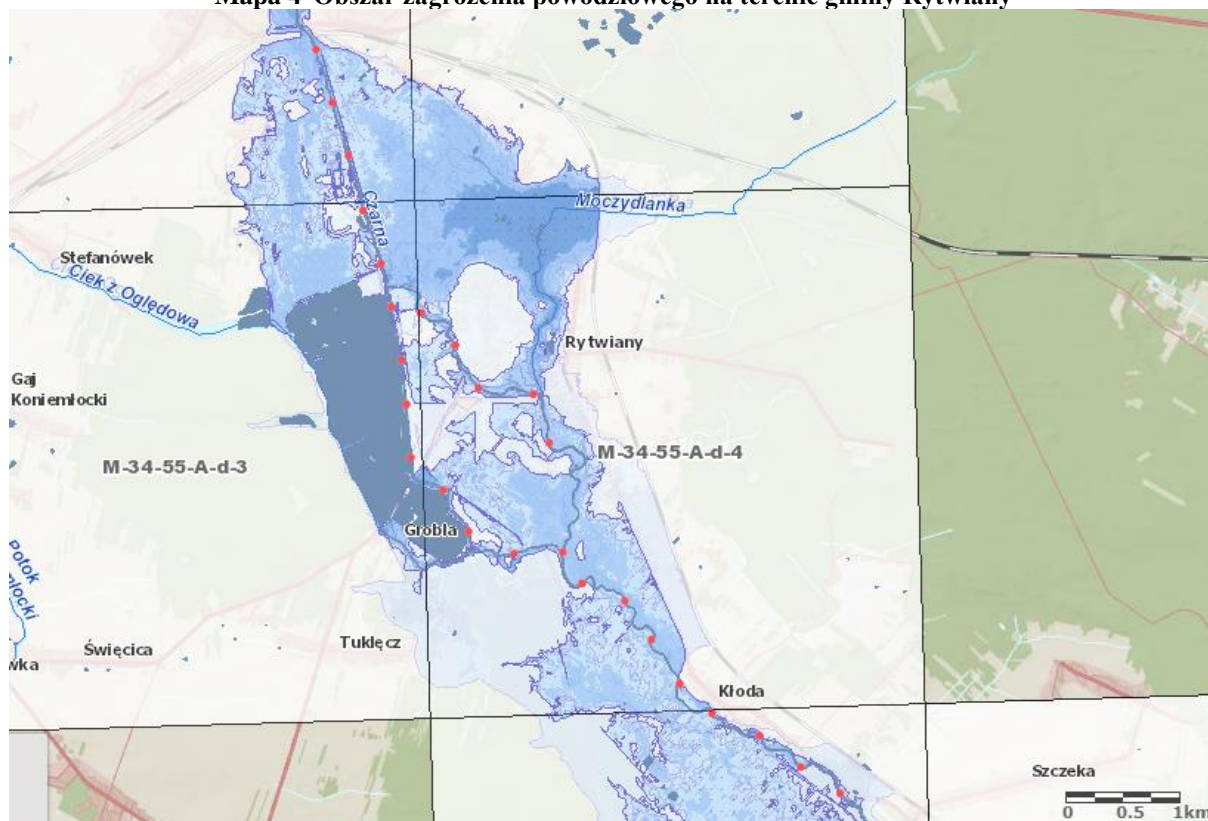 Mapa 4 Obszar zagrożenia powodziowego na terenie gminy Rytwiany
Czarna
Moczydlanka
Stefanówek
Ciek z Oględowa
Rytwiany
Gaj
Koniemłocki
M-34-55-A-d-3
M-34-55-A-d-4
Grobla
Potok
Święcica
Tuklęcz
wka
Kłoda
Szczeka
0 0.5 1km